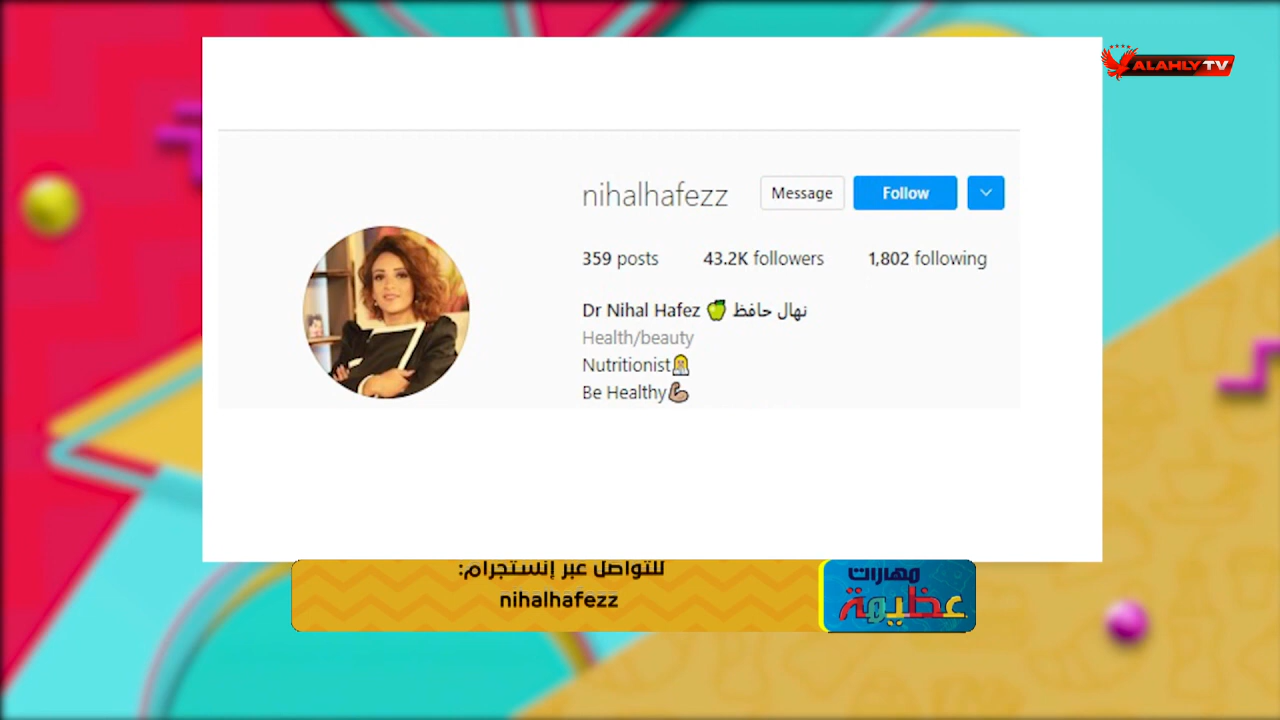 ALAHLY TV
nihalhafezz Message Follow
359 posts 43.2K followers 1,802 following
Dr Nihal Hafez 🍏 نهال حافظ
Health/beauty
Nutritionist👩‍⚕️
Be Healthy💪🏽
للتواصل عبر إنستجرام:
nihalhafezz
مهارات
عظيمة